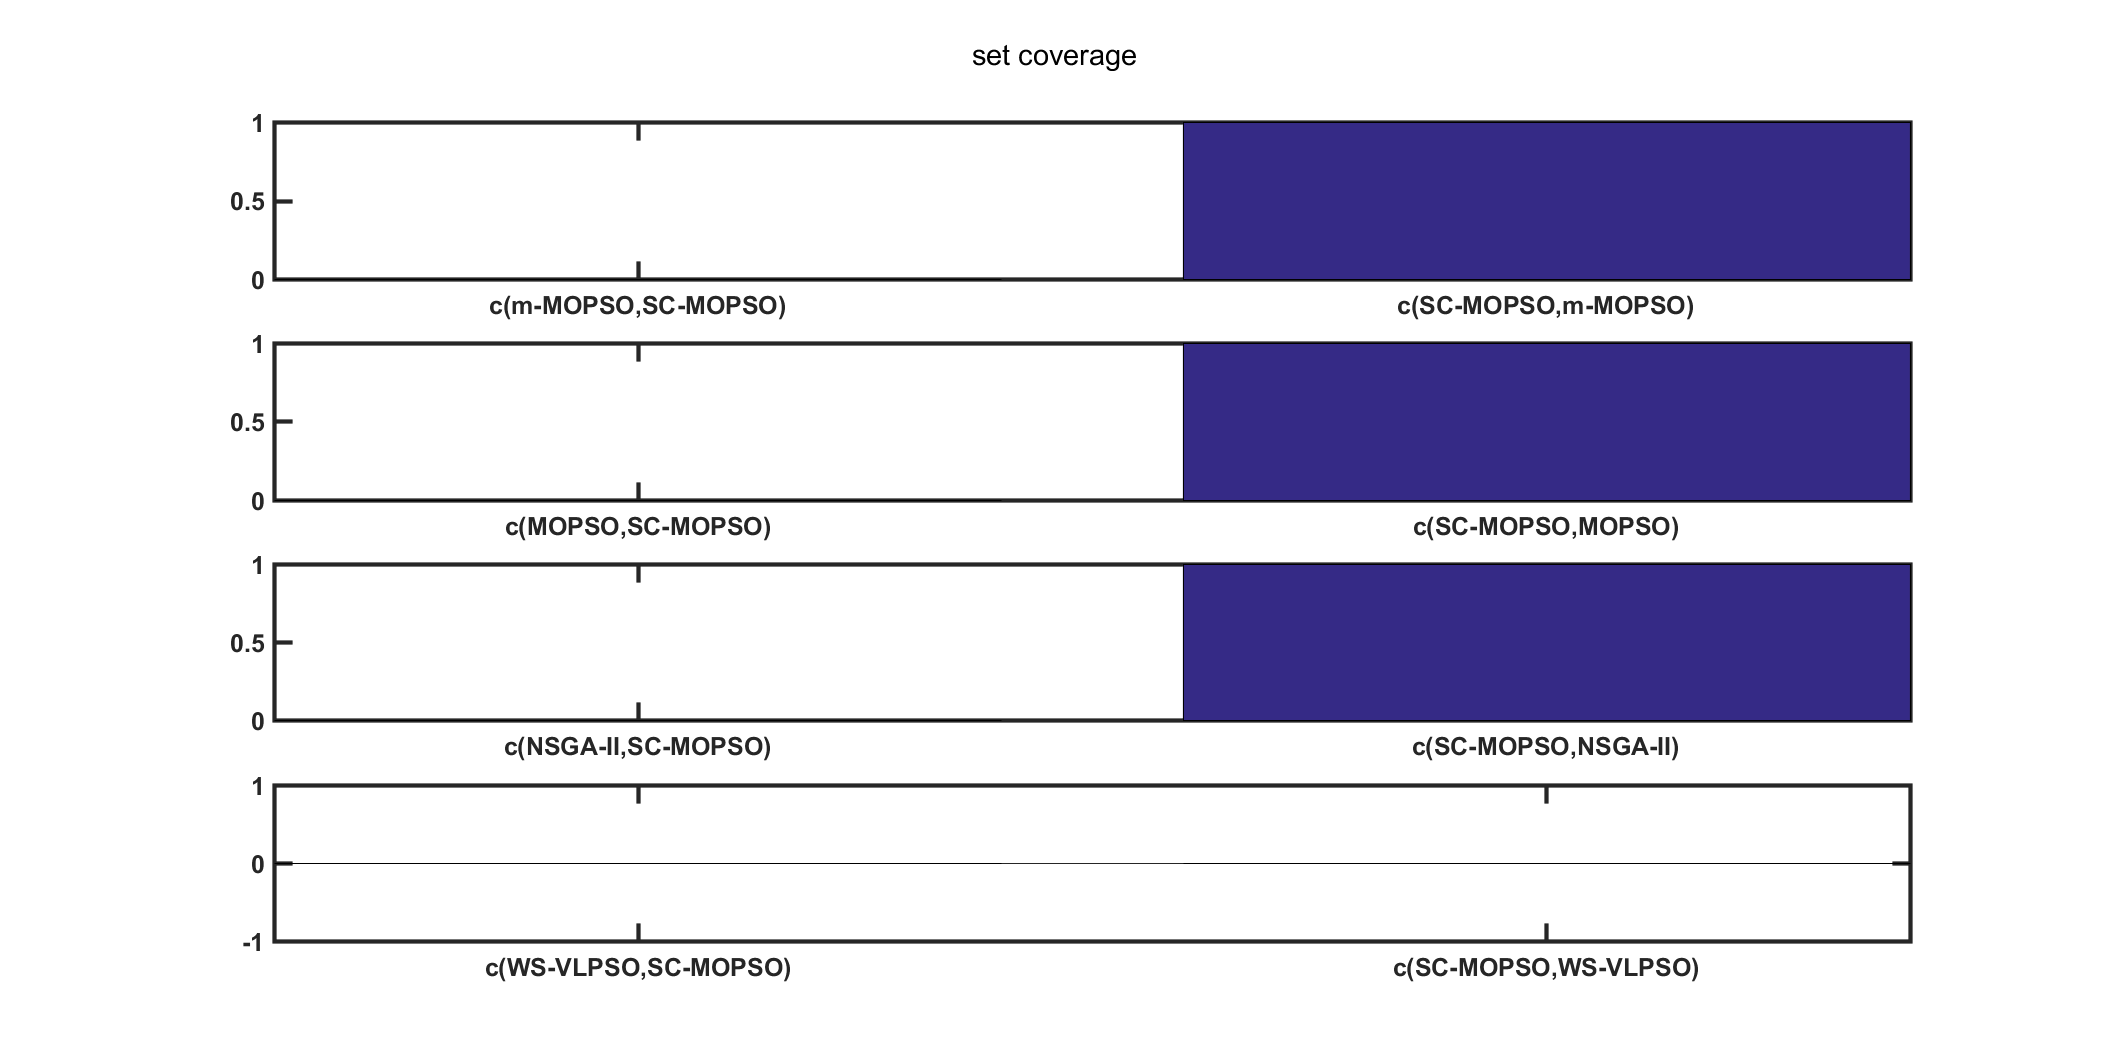 set coverage
1
0.5
0
c(m-MOPSO,SC-MOPSO) c(SC-MOPSO,m-MOPSO)
1
0.5
0
c(MOPSO,SC-MOPSO) c(SC-MOPSO,MOPSO)
1
0.5
0
c(NSGA-II,SC-MOPSO) c(SC-MOPSO,NSGA-II)
1
0
-1
c(WS-VLPSO,SC-MOPSO) c(SC-MOPSO,WS-VLPSO)